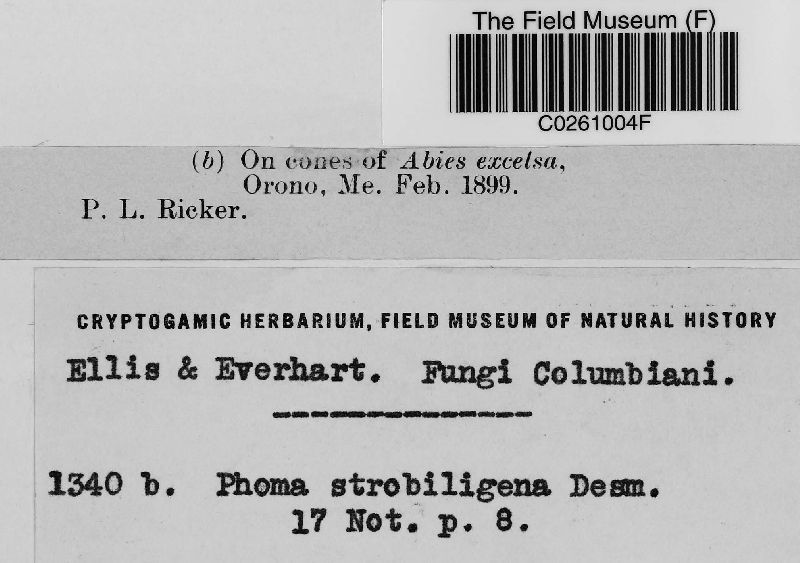 The Field Museum (F)
C0261004F
(b) On cones of Abies excelsa,
Orono, Me. Feb. 1899.
P. L. Ricker.
CRYPTOGAMIC HERBARIUM, FIELD MUSEUM OF NATURAL HISTORY
Ellis & Everhart. Fungi Columbiani.
1340 b. Phoma strobiligena Desm.
17 Not. p. 8.